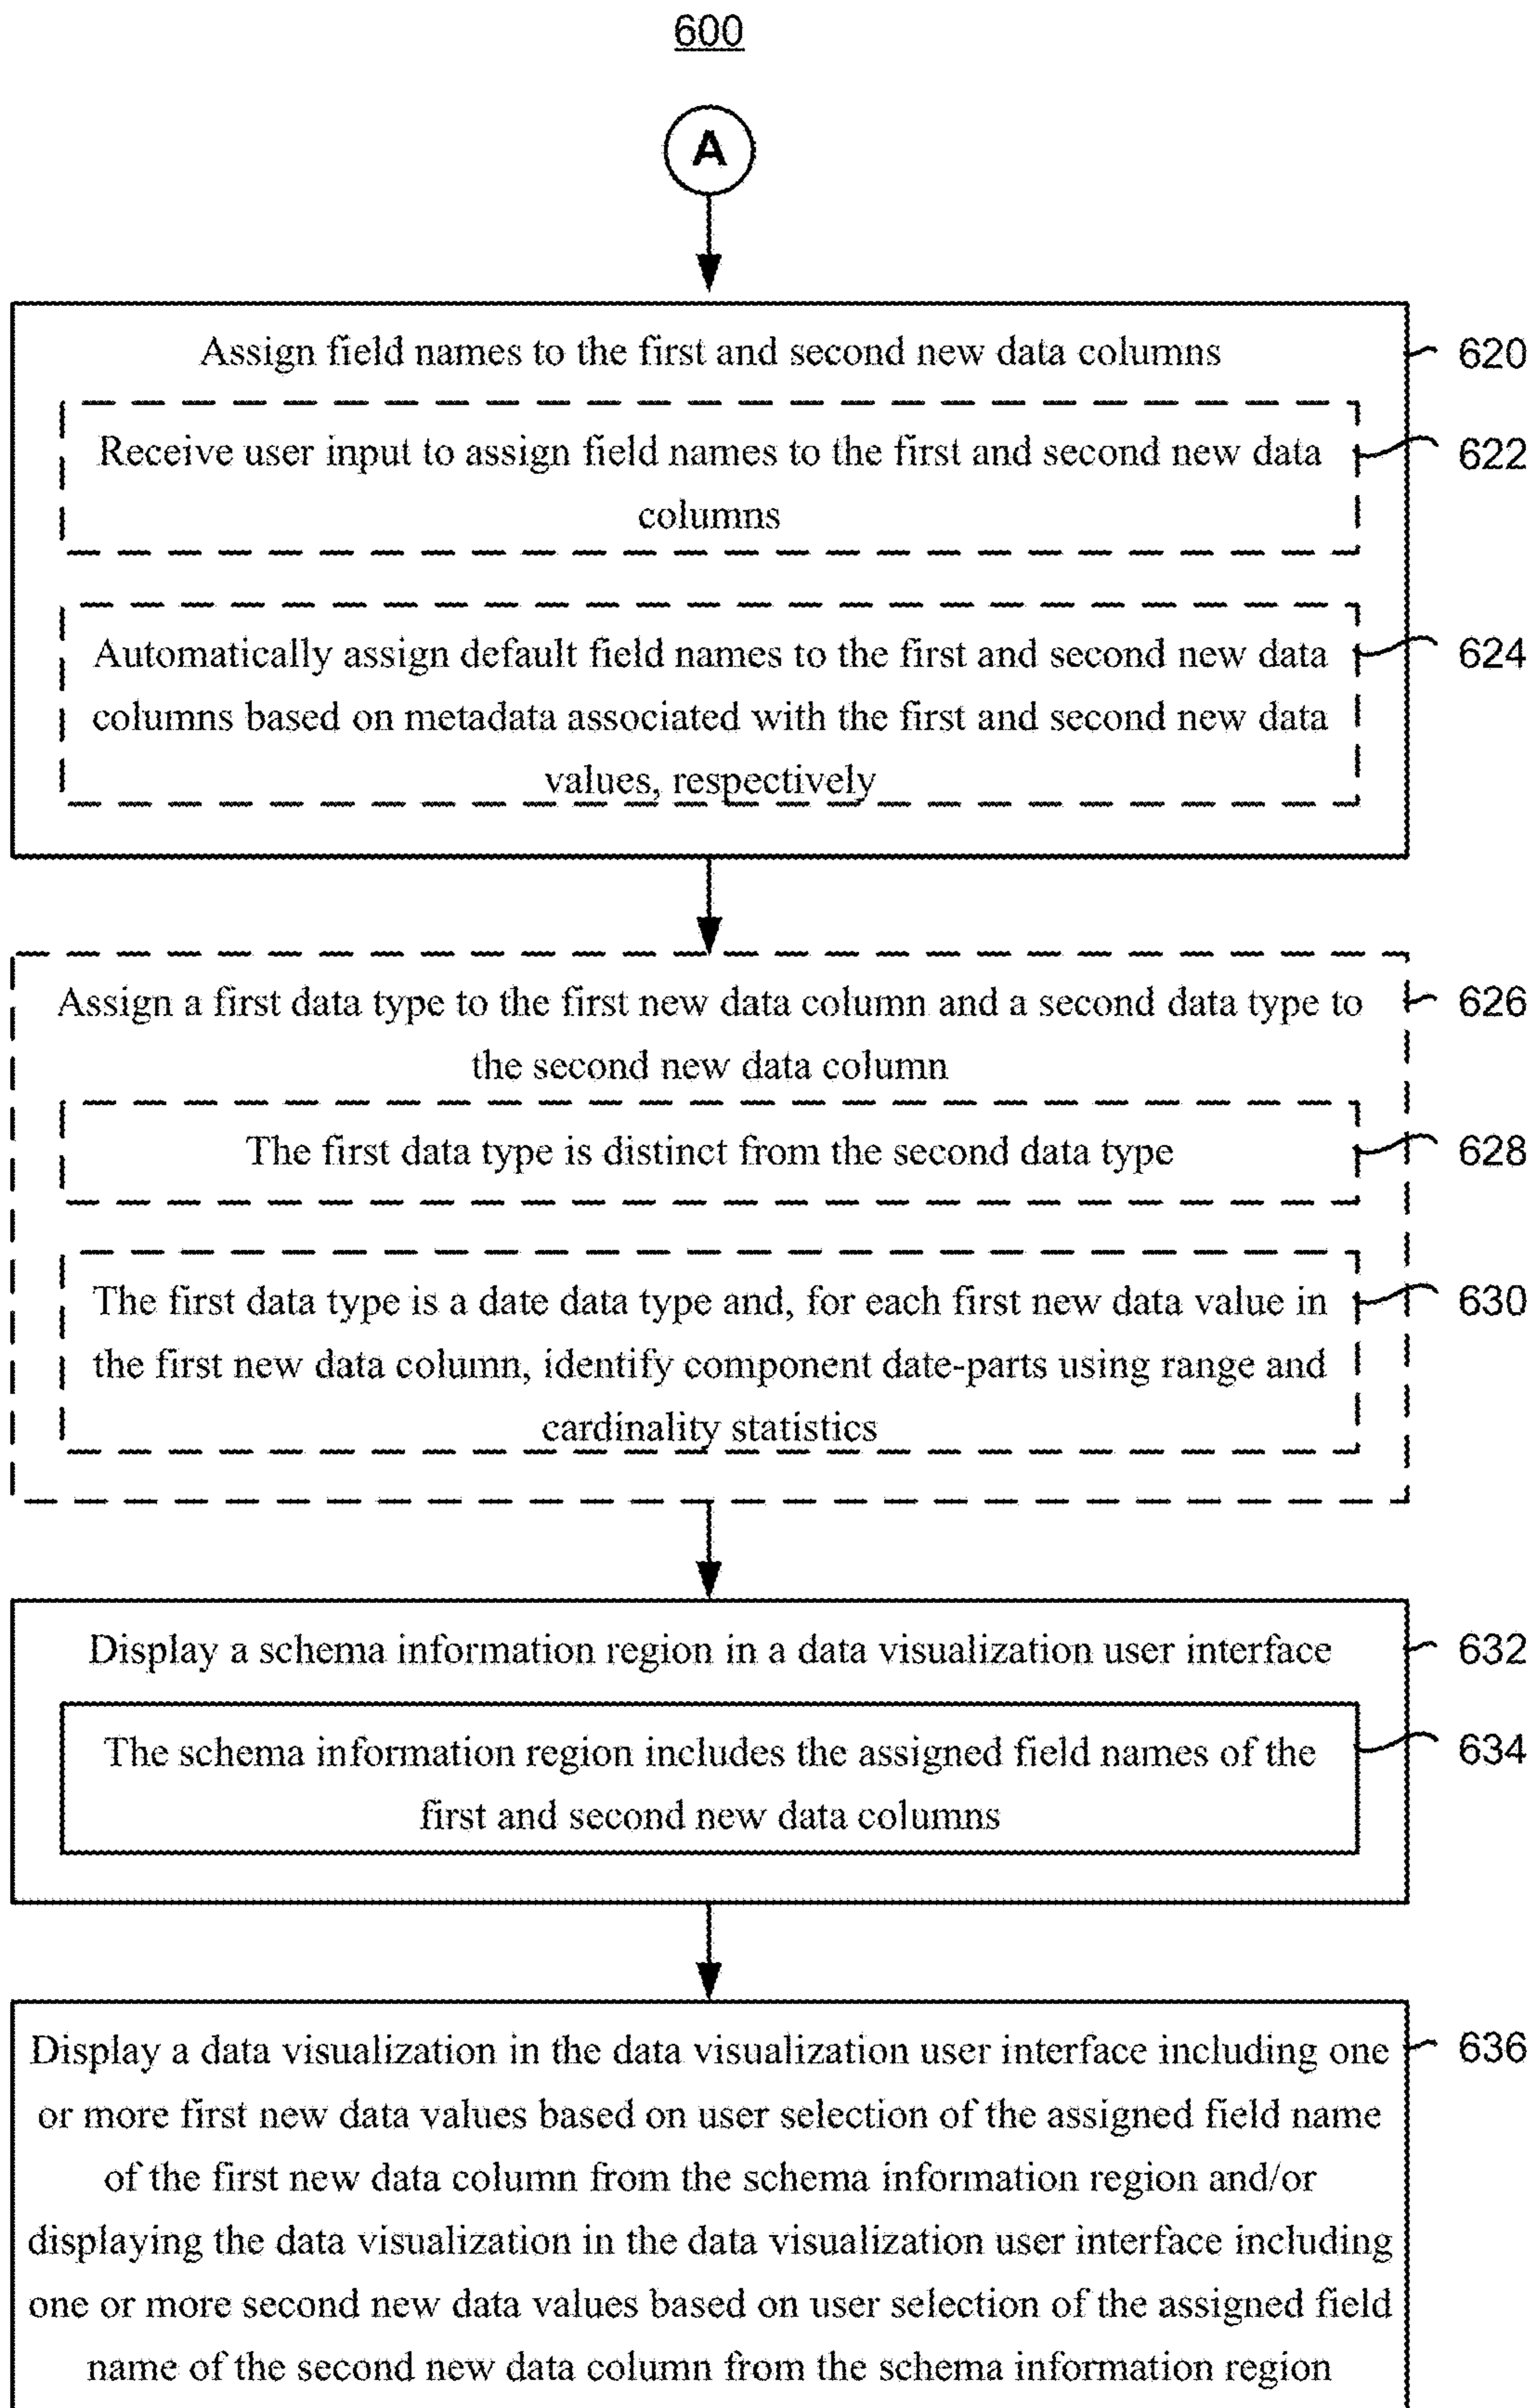 600
A
Assign field names to the first and second new data columns
620
Receive user input to assign field names to the first and second new data
columns
622
Automatically assign default field names to the first and second new data
columns based on metadata associated with the first and second new data
values, respectively
624
Assign a first data type to the first new data column and a second data type to
the second new data column
626
The first data type is distinct from the second data type
628
The first data type is a date data type and, for each first new data value in
the first new data column, identify component date-parts using range and
cardinality statistics
630
Display a schema information region in a data visualization user interface
632
The schema information region includes the assigned field names of the
first and second new data columns
634
Display a data visualization in the data visualization user interface including one
or more first new data values based on user selection of the assigned field name
of the first new data column from the schema information region and/or
displaying the data visualization in the data visualization user interface including
one or more second new data values based on user selection of the assigned field
name of the second new data column from the schema information region
636